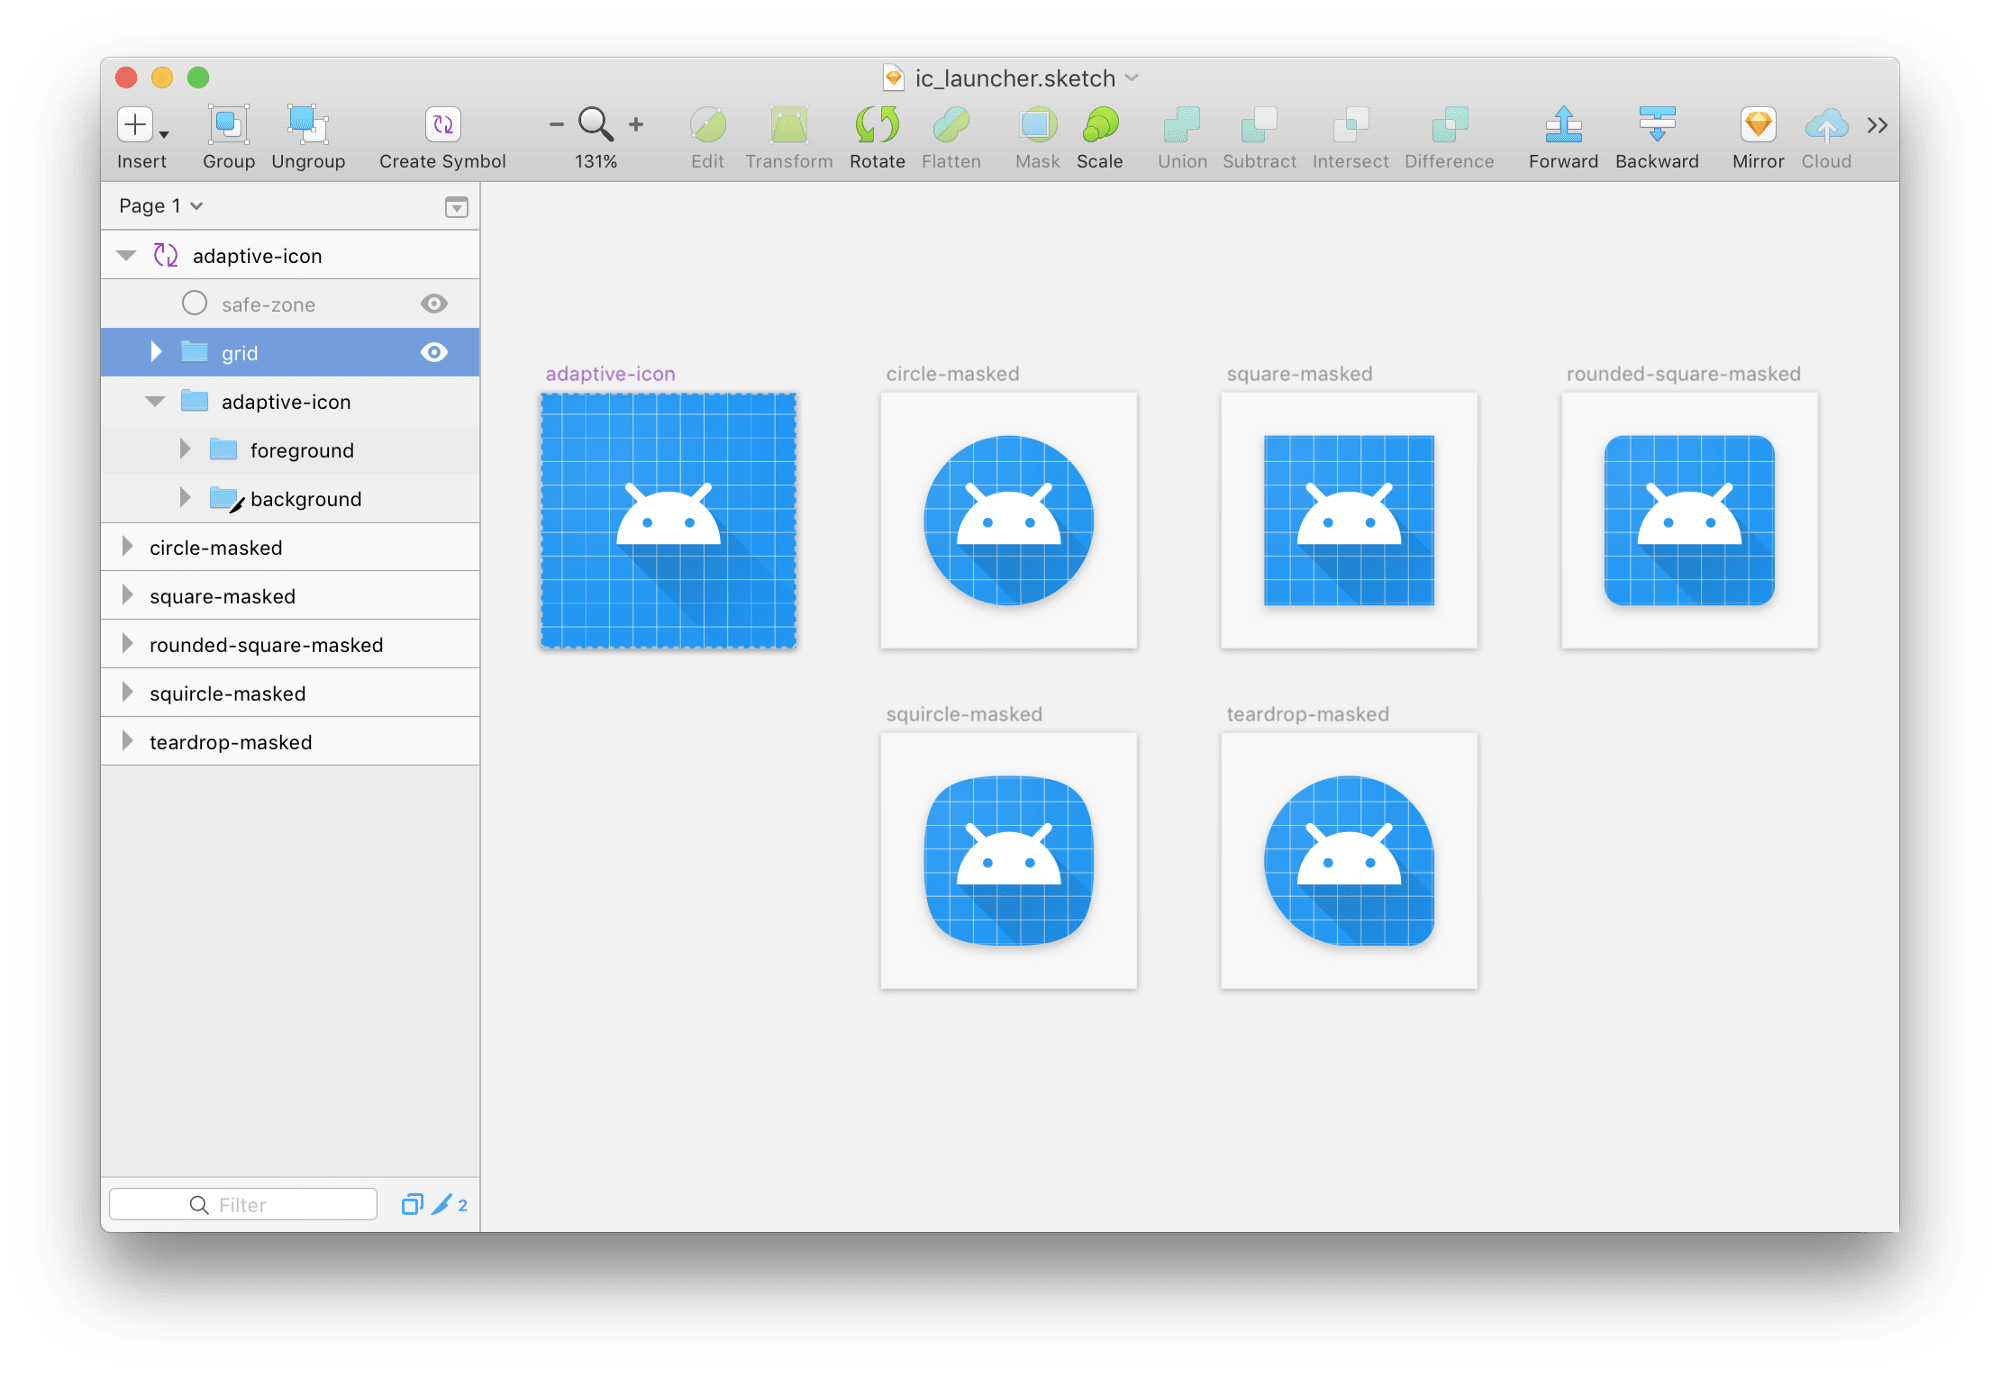 ic_launcher.sketch
Insert Group Ungroup Create Symbol 131% Edit Transform Rotate Flatten Mask Scale Union Subtract Intersect Difference Forward Backward Mirror Cloud
Page 1
adaptive-icon
safe-zone
grid
adaptive-icon
foreground
background
circle-masked
square-masked
rounded-square-masked
squircle-masked
teardrop-masked
Filter 2
adaptive-icon circle-masked square-masked rounded-square-masked
squircle-masked teardrop-masked